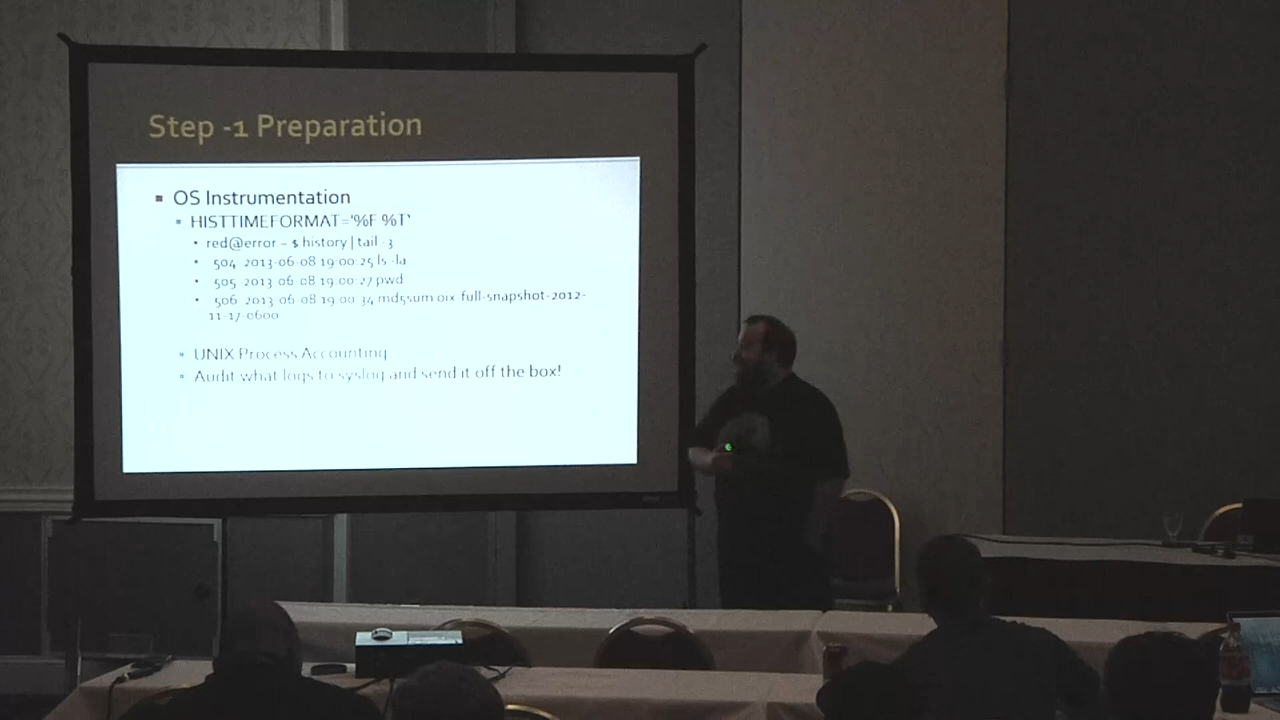 Step -1 Preparation
OS Instrumentation
HISTTIMEFORMAT='%F %T'
red@error ~ $ history | tail -3
504 2013-06-08 19:00:25 ls -la
505 2013-06-08 19:00:27 pwd
506 2013-06-08 19:00:34 md5sum oix-full-snapshot-2012-
11-17-0600
UNIX Process Accounting
Audit what logs to syslog and send it off the box!